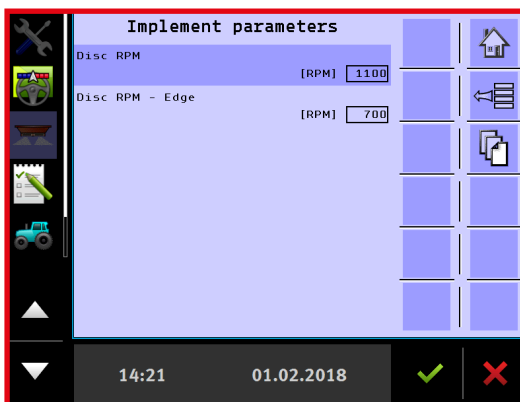 Implement parameters
Disc RPM
[RPM] 1100
Disc RPM - Edge
[RPM] 700
14:21 01.02.2018